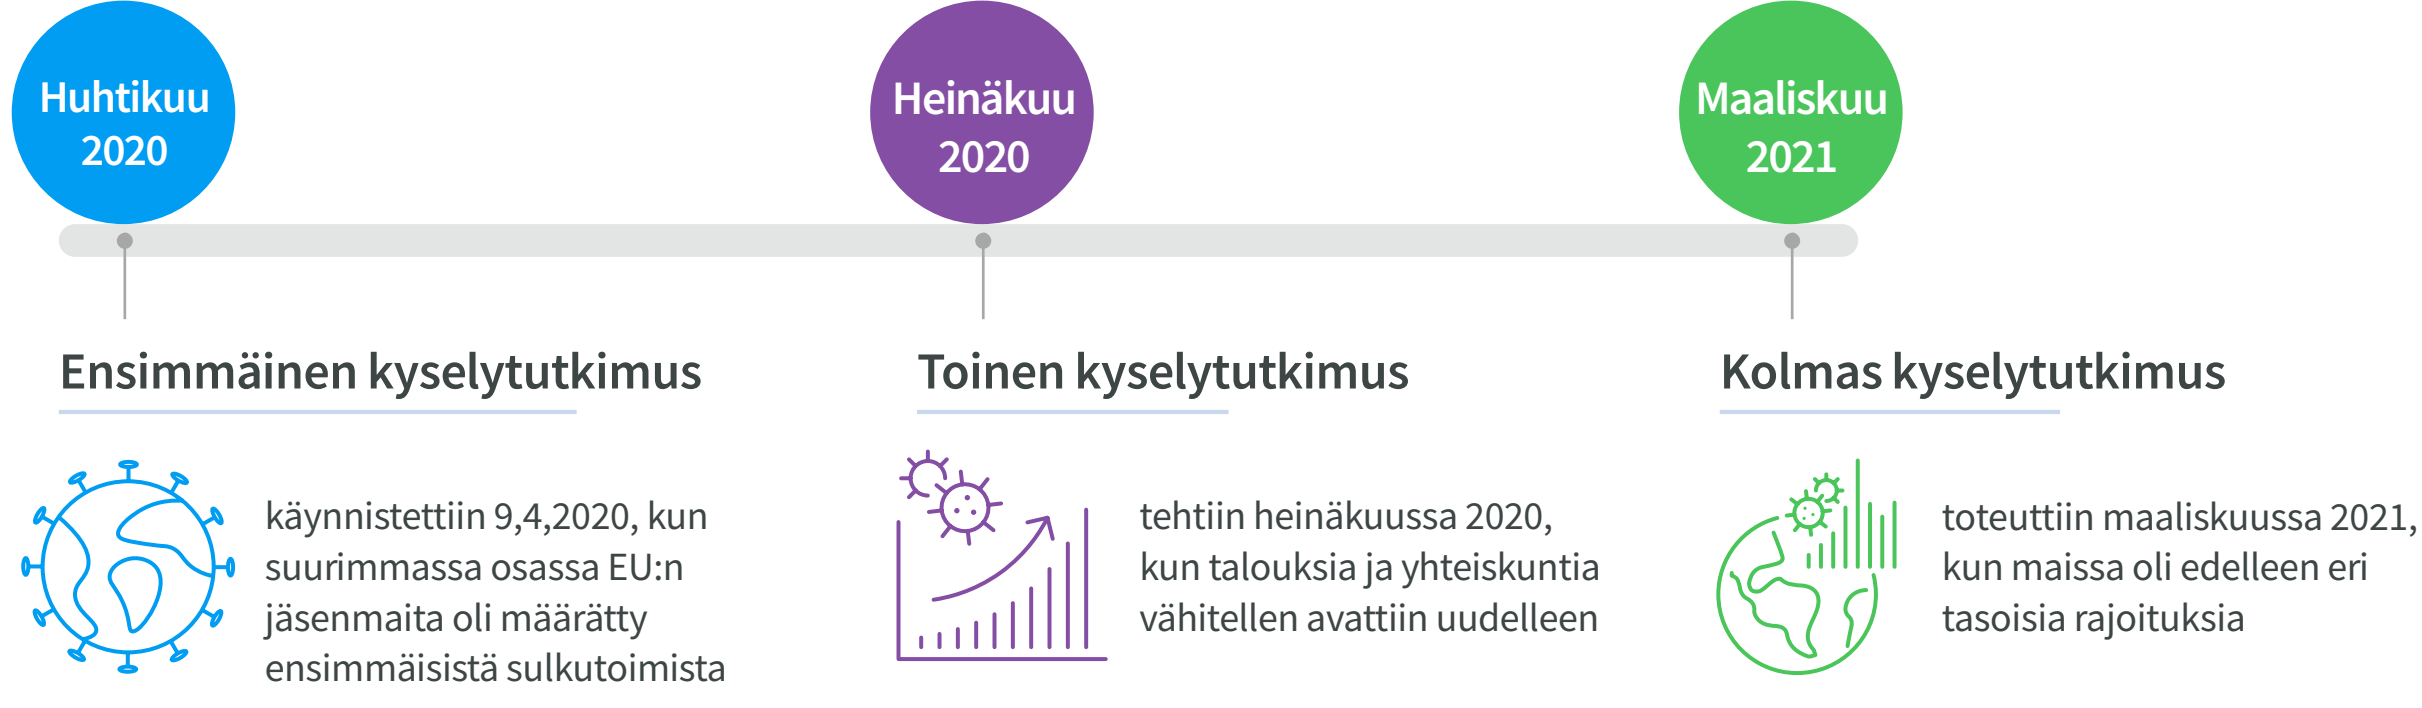 Huhtikuu
2020
Heinäkuu
2020
Maaliskuu
2021
Ensimmäinen kyselytutkimus
käynnistettiin 9,4,2020, kun
suurimmassa osassa EU:n
jäsenmaita oli määrätty
ensimmäisistä sulkutoimista
Toinen kyselytutkimus
tehtiin heinäkuussa 2020,
kun talouksia ja yhteiskuntia
vähitellen avattiin uudelleen
Kolmas kyselytutkimus
toteuttiin maaliskuussa 2021,
kun maissa oli edelleen eri
tasoisia rajoituksia